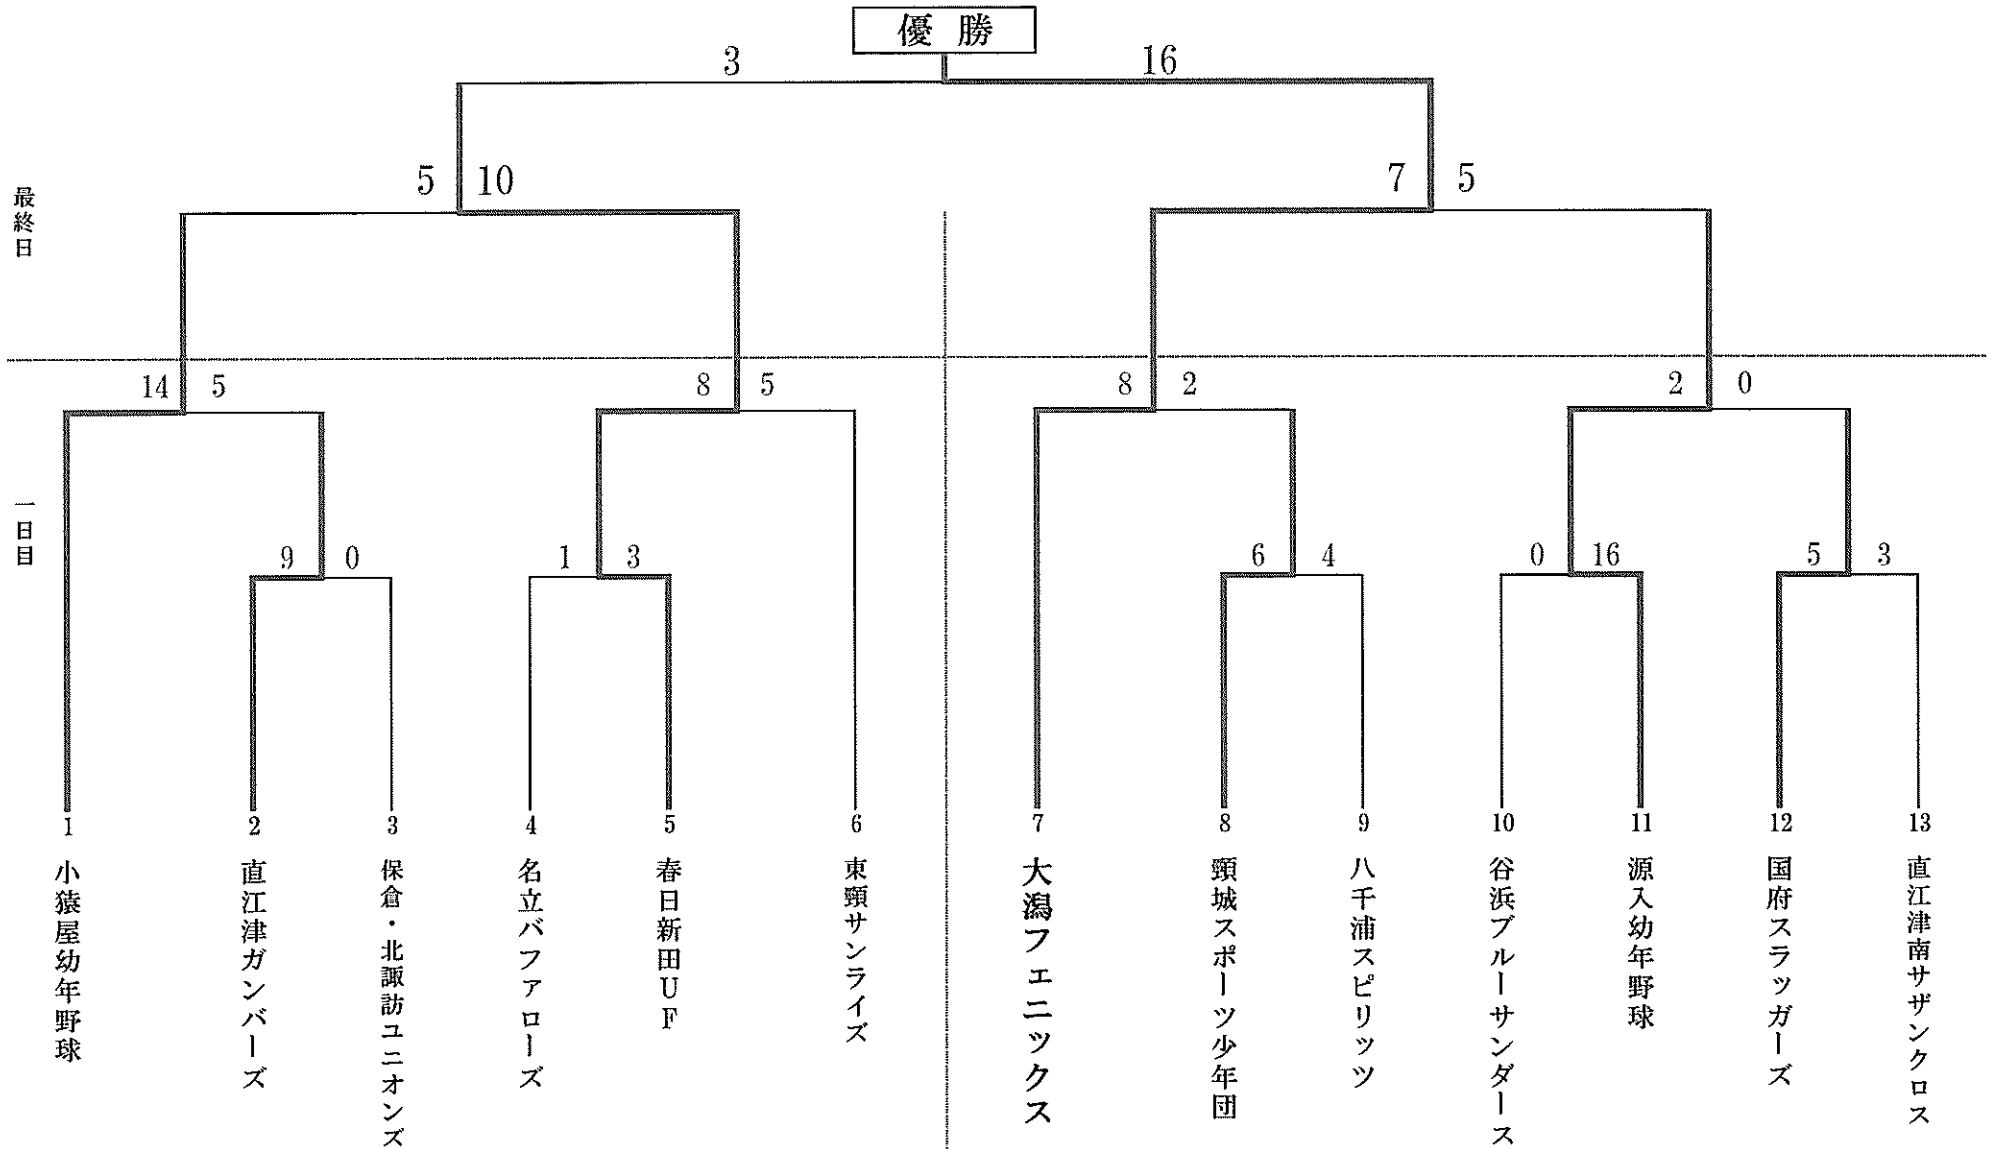 優勝
3 16
5 10 7 5
最終日
14 5 8 5 8 2 2 0
一日目
9 0 1 3 6 4 0 16 5 3
1 2 3 4 5 6 7 8 9 10 11 12 13
小猿屋幼年野球
直江津ガンバーズ
保倉・北諏訪ユニオンズ
名立バファローズ
春日新田UF
東頸サンライズ
大潟フェニックス
頸城スポーツ少年団
八千浦スピリッツ
谷浜ブルーサンダース
源入幼年野球
国府スラッガーズ
直江津南サザンクロス